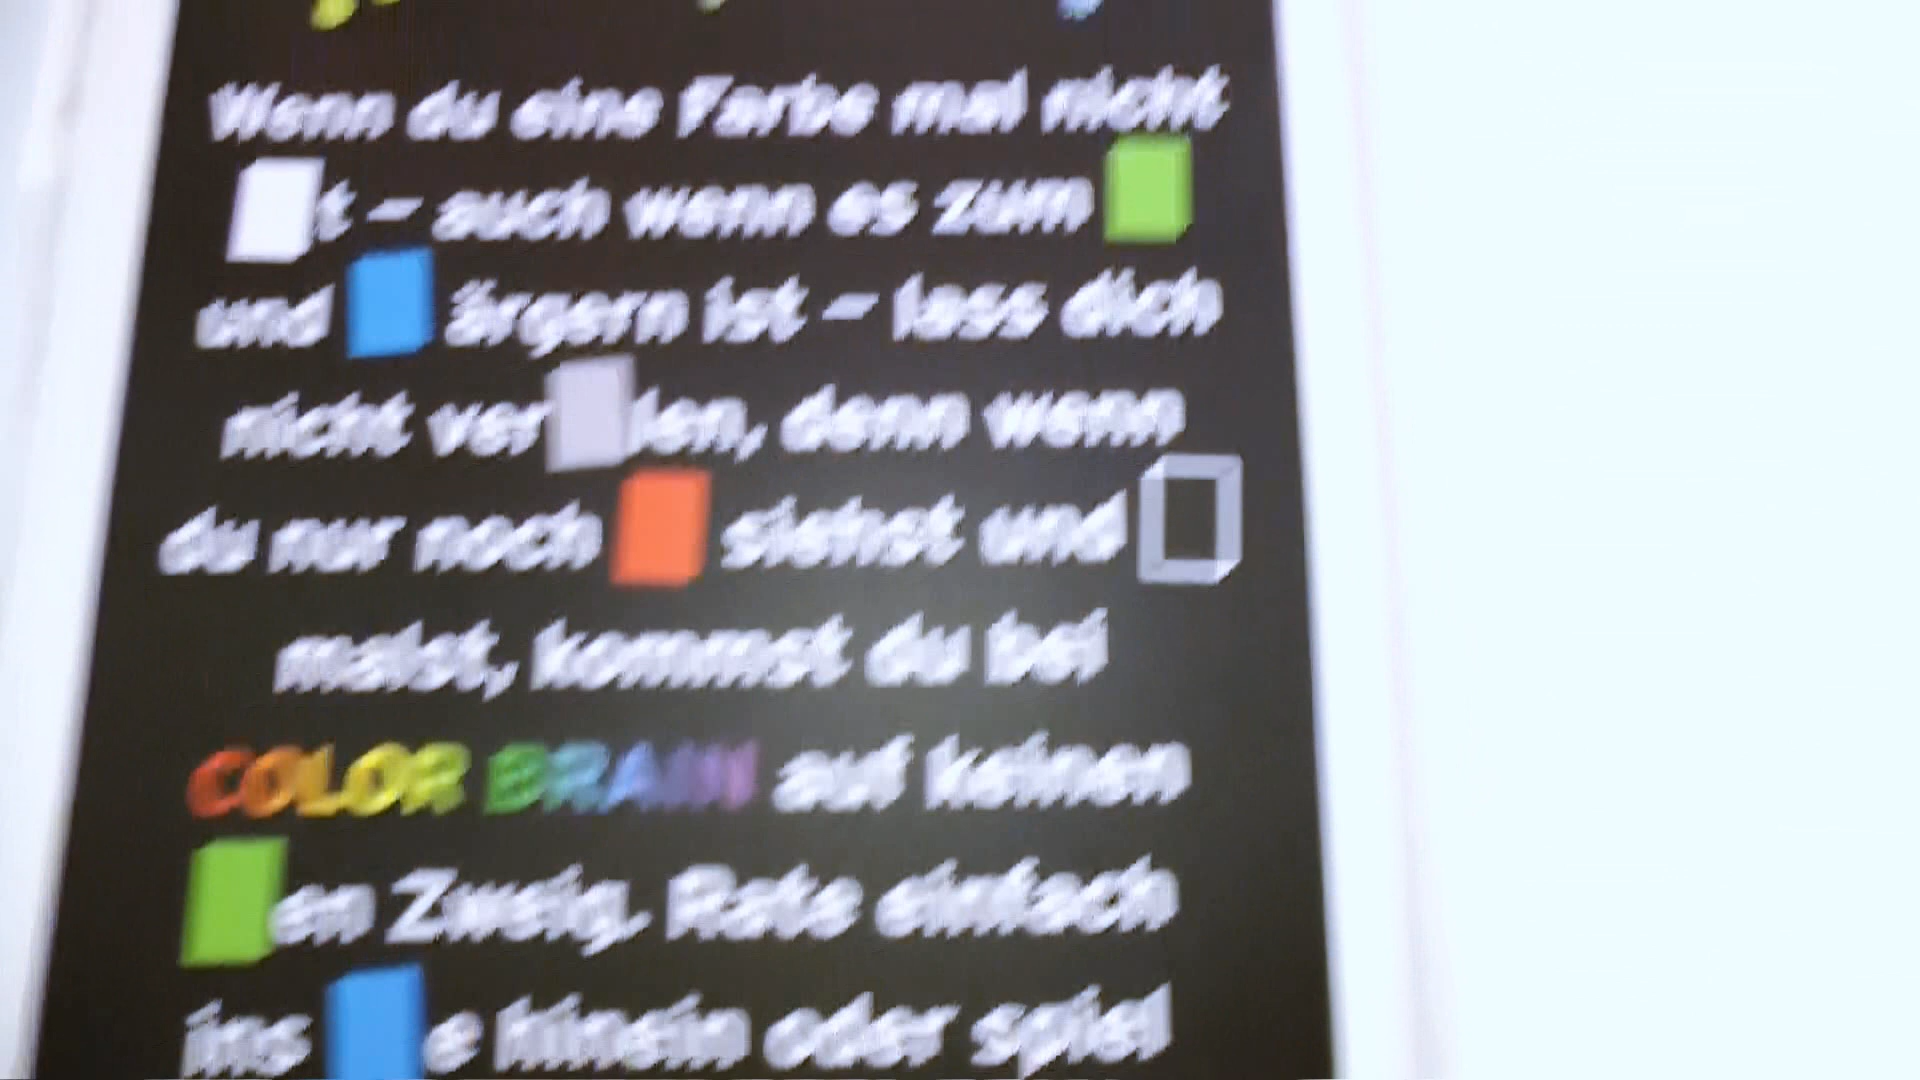 Wenn du eine Farbe mal nicht
t – auch wenn es zum
und ärgern ist – lass dich
nicht ver len, denn wenn
du nur noch siehst und
malst, kommst du bei
COLOR BRAIN auf keinen
en Zweig. Rate einfach
ins e hinein oder spiel